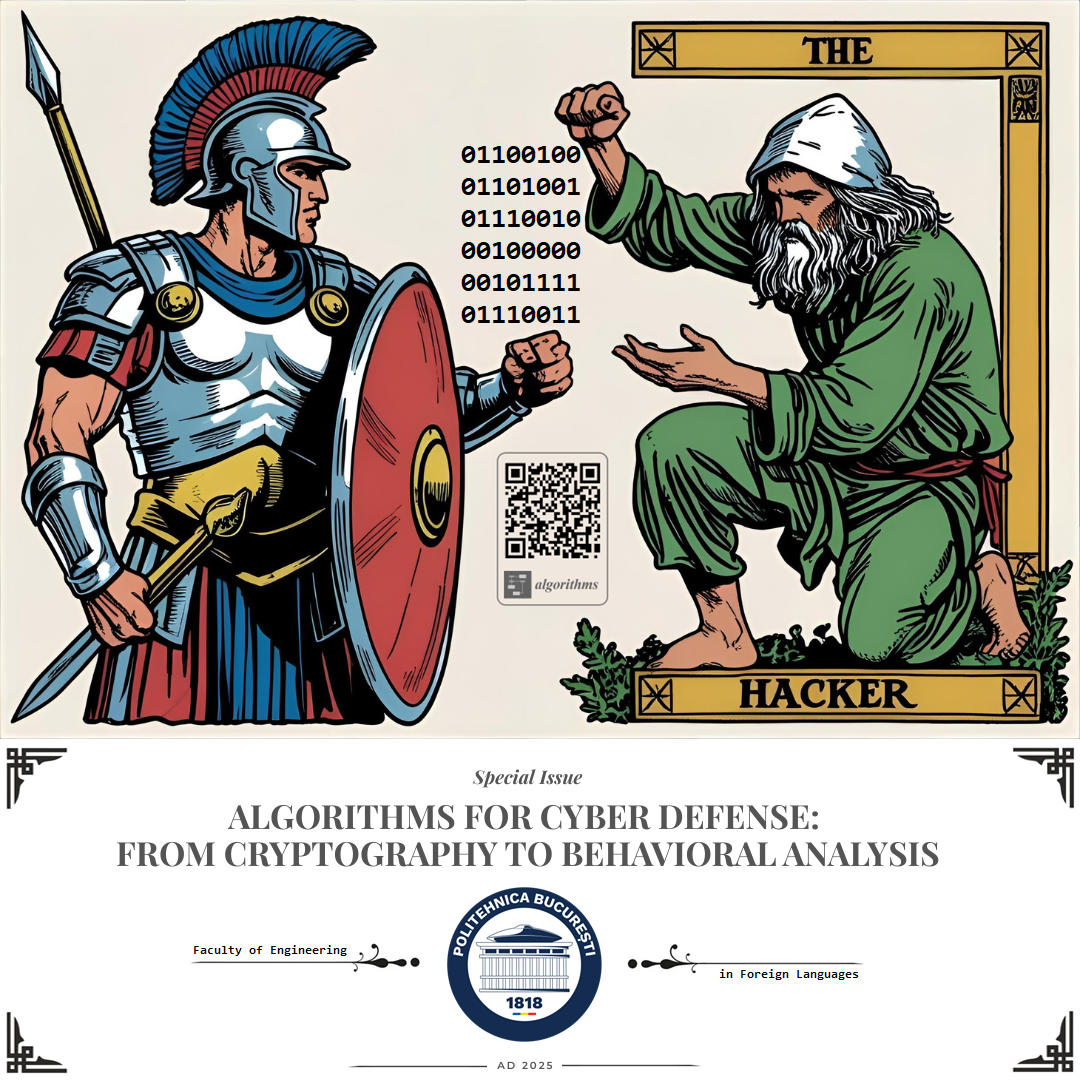 THE
01100100
01101001
01110010
00100000
00101111
01110011
algorithms
HACKER
Special Issue
ALGORITHMS FOR CYBER DEFENSE:
FROM CRYPTOGRAPHY TO BEHAVIORAL ANALYSIS
POLITEHNICA BUCUREȘTI
1818
Faculty of Engineering
in Foreign Languages
AD 2025